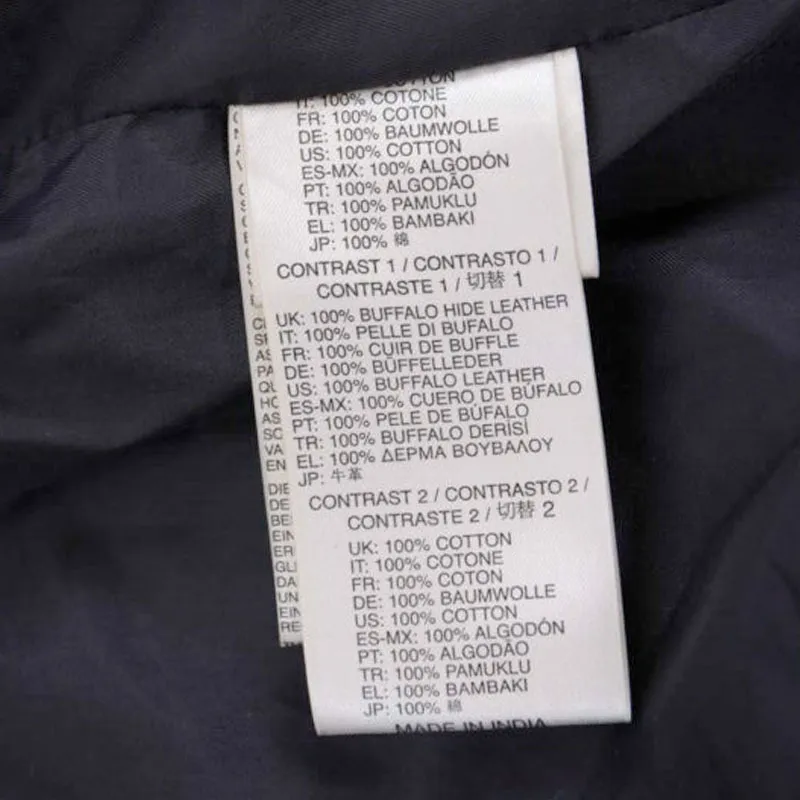 COTTON
IT: 100% COTONE
FR: 100% COTON
DE: 100% BAUMWOLLE
US: 100% COTTON
ES-MX: 100% ALGODÓN
PT: 100% ALGODÃO
TR: 100% PAMUKLU
EL: 100% BAMBAKI
JP: 100% 綿
CONTRAST 1 / CONTRASTO 1 /
CONTRASTE 1 / 切替 1
UK: 100% BUFFALO HIDE LEATHER
IT: 100% PELLE DI BUFALO
FR: 100% CUIR DE BUFFLE
DE: 100% BÜFFELLEDER
US: 100% BUFFALO LEATHER
ES-MX: 100% CUERO DE BÚFALO
PT: 100% PELE DE BÚFALO
TR: 100% BUFFALO DERİSİ
EL: 100% ΔΕΡΜΑ ΒΟΥΒΑΛΟΥ
JP: 牛革
CONTRAST 2 / CONTRASTO 2 /
CONTRASTE 2 / 切替 2
UK: 100% COTTON
IT: 100% COTONE
FR: 100% COTON
DE: 100% BAUMWOLLE
US: 100% COTTON
ES-MX: 100% ALGODÓN
PT: 100% ALGODÃO
TR: 100% PAMUKLU
EL: 100% BAMBAKI
JP: 100% 綿
MADE IN INDIA